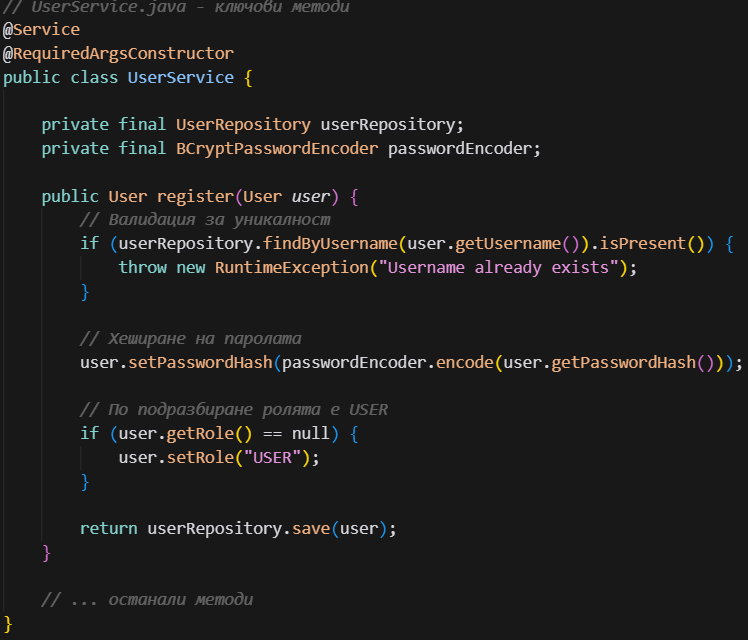 // UserService.java - ключови методи
@Service
@RequiredArgsConstructor
public class UserService {
private final UserRepository userRepository;
private final BCryptPasswordEncoder passwordEncoder;
public User register(User user) {
// Валидация за уникалност
if (userRepository.findByUsername(user.getUsername()).isPresent()) {
throw new RuntimeException("Username already exists");
}
// Хеширане на паролата
user.setPasswordHash(passwordEncoder.encode(user.getPasswordHash()));
// По подразбиране ролята е USER
if (user.getRole() == null) {
user.setRole("USER");
}
return userRepository.save(user);
}
// ... останали методи
}